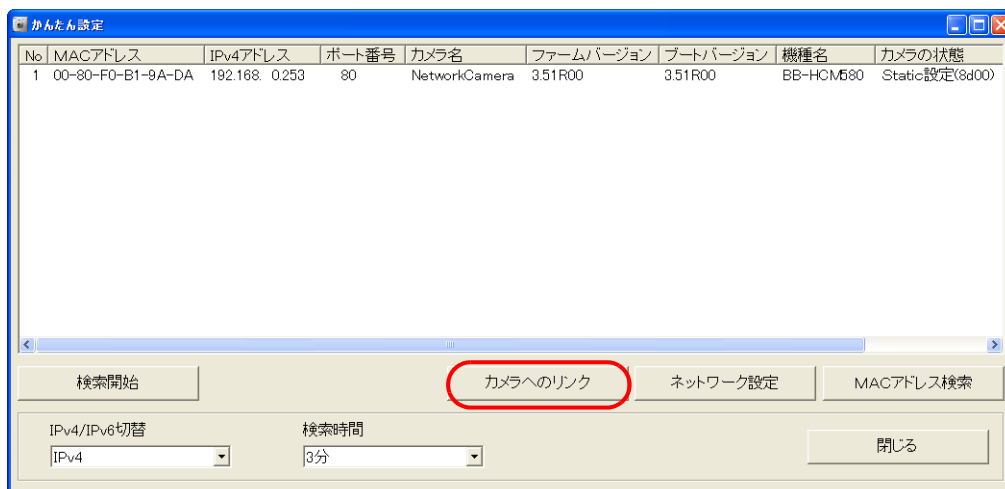 かんたん設定
No MACアドレス IPv4アドレス ポート番号 カメラ名 ファームバージョン ブートバージョン 機種名 カメラの状態
1 00-80-F0-B1-9A-DA 192.168. 0.253 80 NetworkCamera 3.51R00 3.51R00 BB-HCM580 Static設定(8d00)
検索開始 カメラへのリンク ネットワーク設定 MACアドレス検索
IPv4/IPv6切替 検索時間
IPv4 3分 閉じる